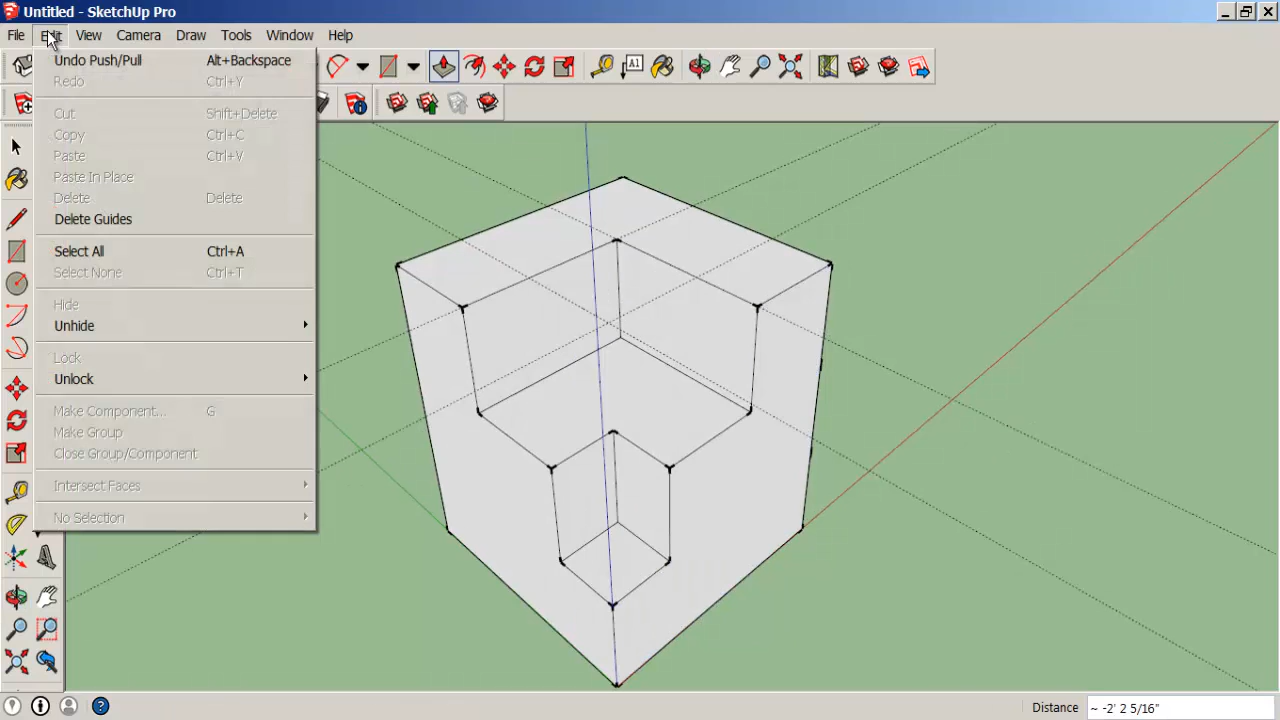 Untitled - SketchUp Pro
File Edit View Camera Draw Tools Window Help
Undo Push/Pull Alt+Backspace
Redo Ctrl+Y
Cut Shift+Delete
Copy Ctrl+C
Paste Ctrl+V
Paste In Place
Delete Delete
Delete Guides
Select All Ctrl+A
Select None Ctrl+T
Hide
Unhide
Lock
Unlock
Make Component... G
Make Group
Close Group/Component
Intersect Faces
No Selection
A1
Distance ~ -2' 2 5/16"